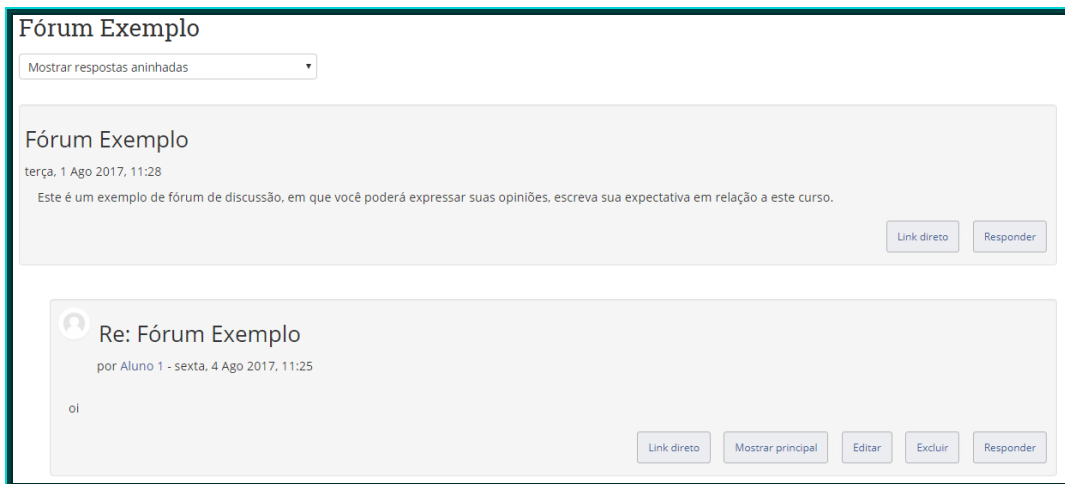 Fórum Exemplo
Mostrar respostas aninhadas
Fórum Exemplo
terça, 1 Ago 2017, 11:28
Este é um exemplo de fórum de discussão, em que você poderá expressar suas opiniões, escreva sua expectativa em relação a este curso.
Link direto Responder
Re: Fórum Exemplo
por Aluno 1 - sexta, 4 Ago 2017, 11:25
oi
Link direto Mostrar principal Editar Excluir Responder